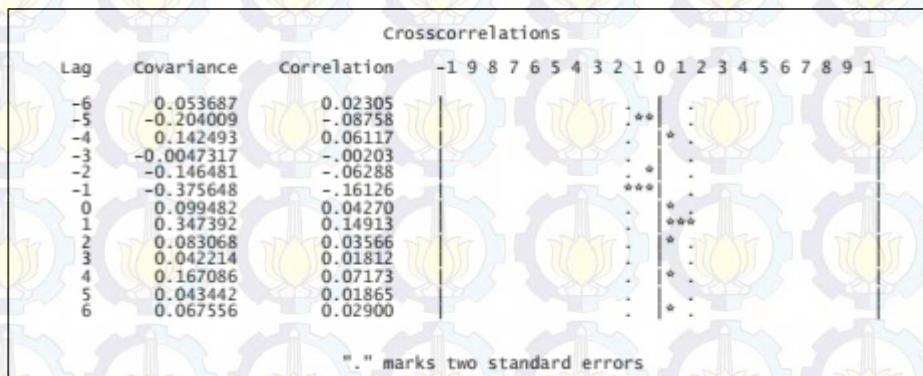 Crosscorrelations
Lag Covariance Correlation -1 9 8 7 6 5 4 3 2 1 0 1 2 3 4 5 6 7 8 9 1
-6 0.053687 0.02305 | . | . |
-5 -0.204009 -.08758 | .**| . |
-4 0.142493 0.06117 | . |* . |
-3 -0.0047317 -.00203 | . | . |
-2 -0.146481 -.06288 | . *| . |
-1 -0.375648 -.16126 | ***| . |
0 0.099482 0.04270 | . |* . |
1 0.347392 0.14913 | . |*** |
2 0.083068 0.03566 | . |* . |
3 0.042214 0.01812 | . | . |
4 0.167086 0.07173 | . |* . |
5 0.043442 0.01865 | . | . |
6 0.067556 0.02900 | . |* . |
"." marks two standard errors